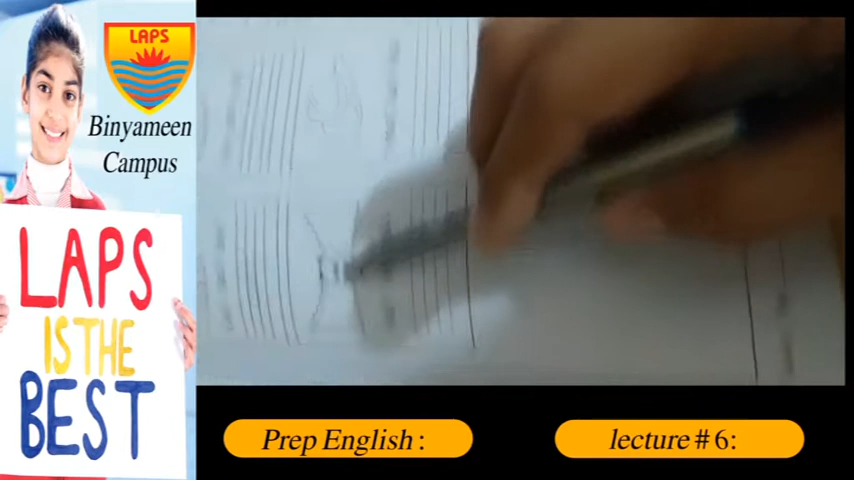 LAPS
Binyameen
Campus
LAPS
IS THE
BEST
Prep English :
lecture # 6: